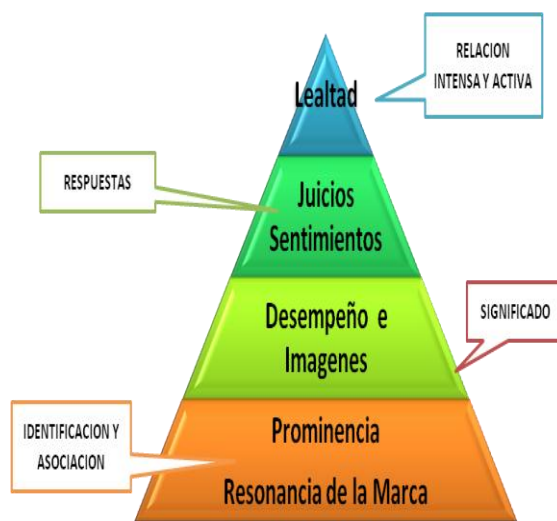 RELACION
INTENSA Y ACTIVA
Lealtad
RESPUESTAS
Juicios
Sentimientos
SIGNIFICADO
Desempeño e
Imagenes
IDENTIFICACION Y
ASOCIACION
Prominencia
Resonancia de la Marca